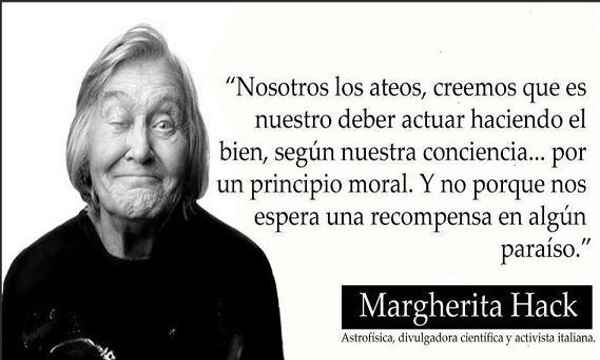 “Nosotros los ateos, creemos que es
nuestro deber actuar haciendo el
bien, según nuestra conciencia... por
un principio moral. Y no porque nos
espera una recompensa en algún
paraíso.”
Margherita Hack
Astrofísica, divulgadora científica y activista italiana.